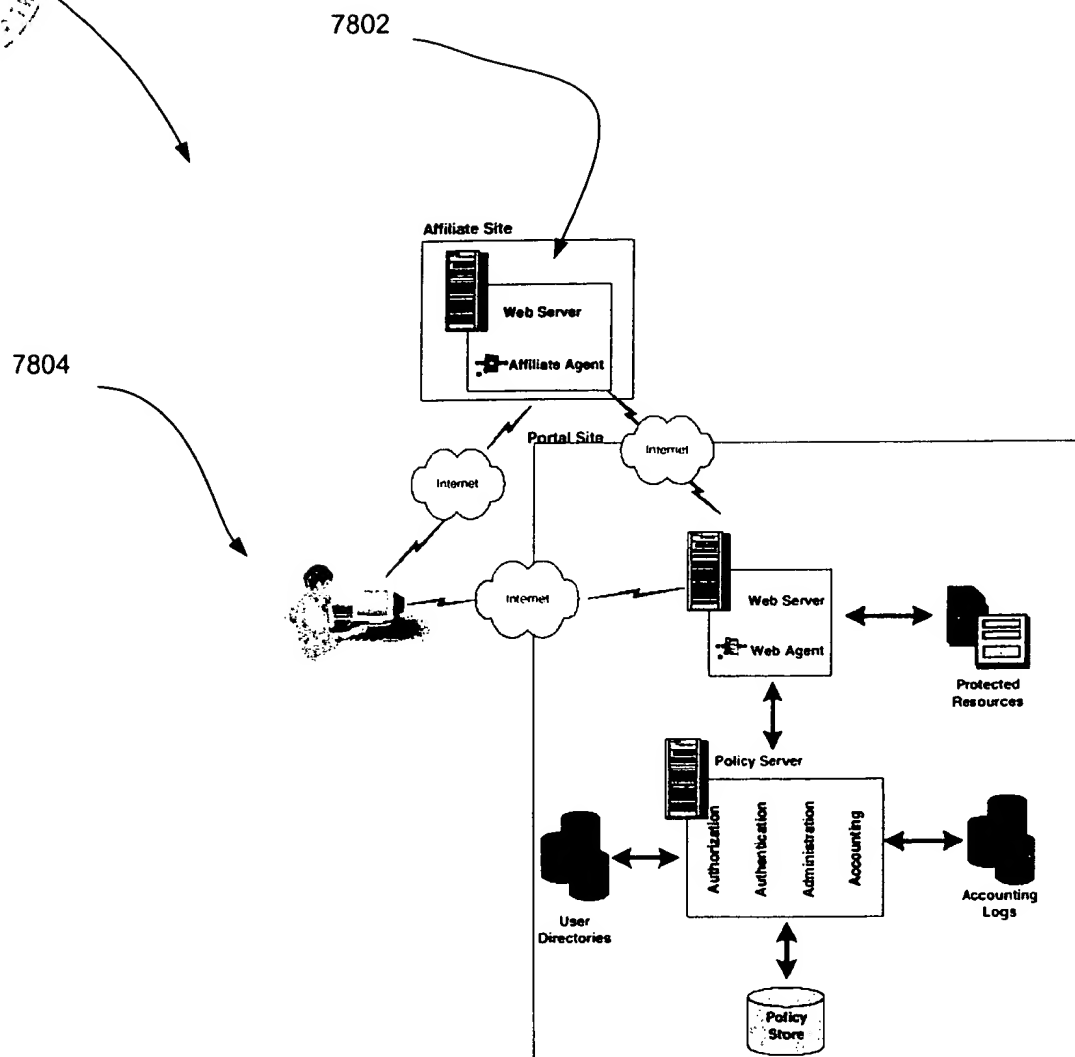 7802
Affiliate Site
Web Server
Affiliate Agent
7804
Portal Site
Internet
Internet
Internet
Web Server
Web Agent
Protected
Resources
Policy Server
Authorization
Authentication
Administration
Accounting
User
Directories
Accounting
Logs
Policy
Store